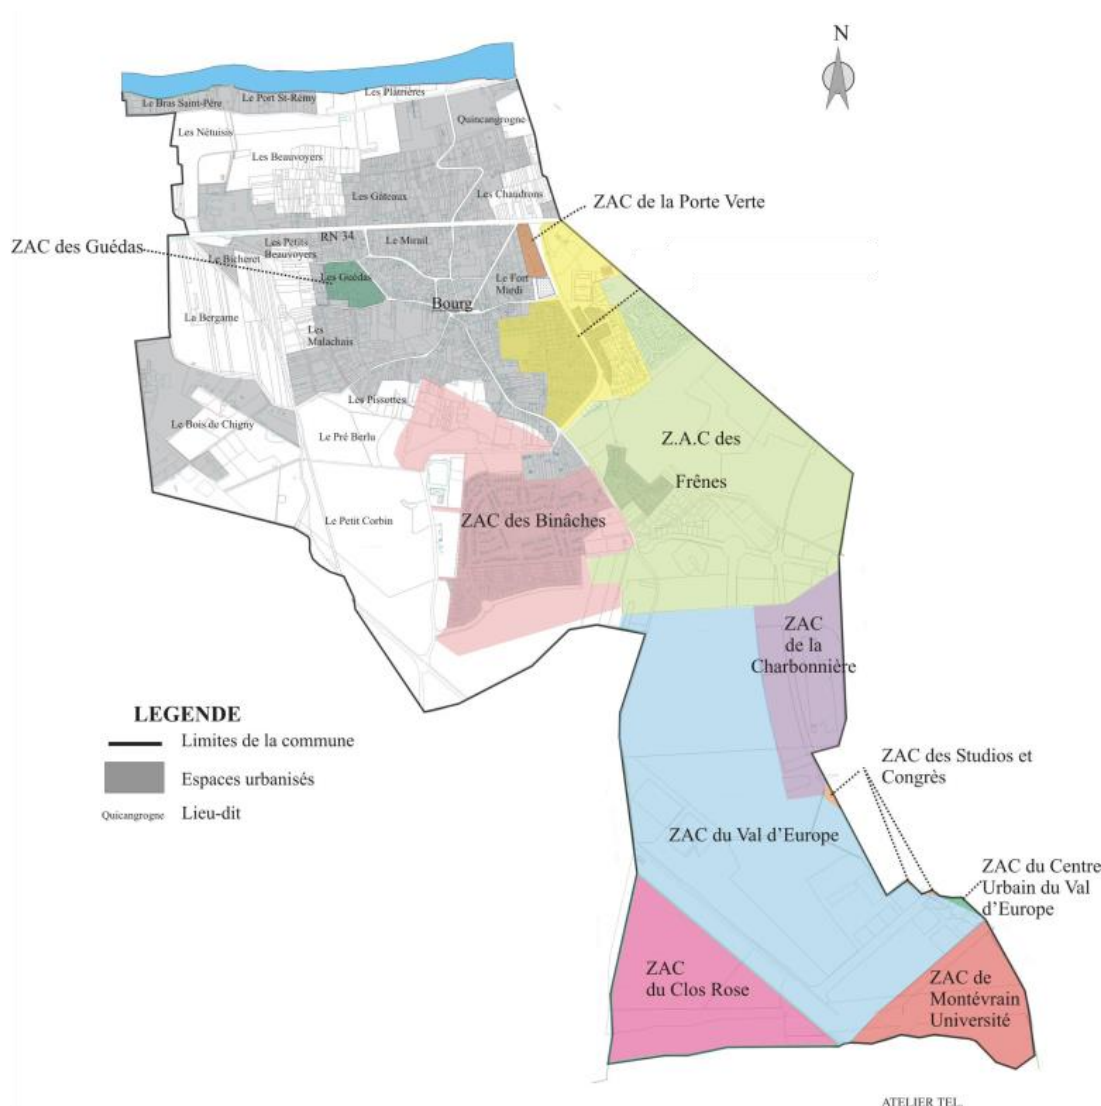 N
Le Bras Saint-Père
Le Port St-Rémy
Les Plâtrières
Les Nétuisis
Quincangrogne
Les Beauvoyers
Les Gâteaux
Les Chaudrons
ZAC de la Porte Verte
ZAC des Guédas
RN 34
Le Mirail
Les Petits
Beauvoyers
Le Bicheret
Les Guédas
Le Fort
Mardi
Bourg
La Bergame
Les
Malachais
Les Pissottes
Le Bois de Chigny
Le Pré Berlu
Z.A.C des
Frênes
Le Petit Corbin
ZAC des Binâches
ZAC
de la
Charbonnière
LEGENDE
Limites de la commune
Espaces urbanisés
Quicangrogne
Lieu-dit
ZAC des Studios et
Congrès
ZAC du Val d'Europe
ZAC du Centre
Urbain du Val
d'Europe
ZAC
du Clos Rose
ZAC de
Montévrain
Université
ATELIER TEL.